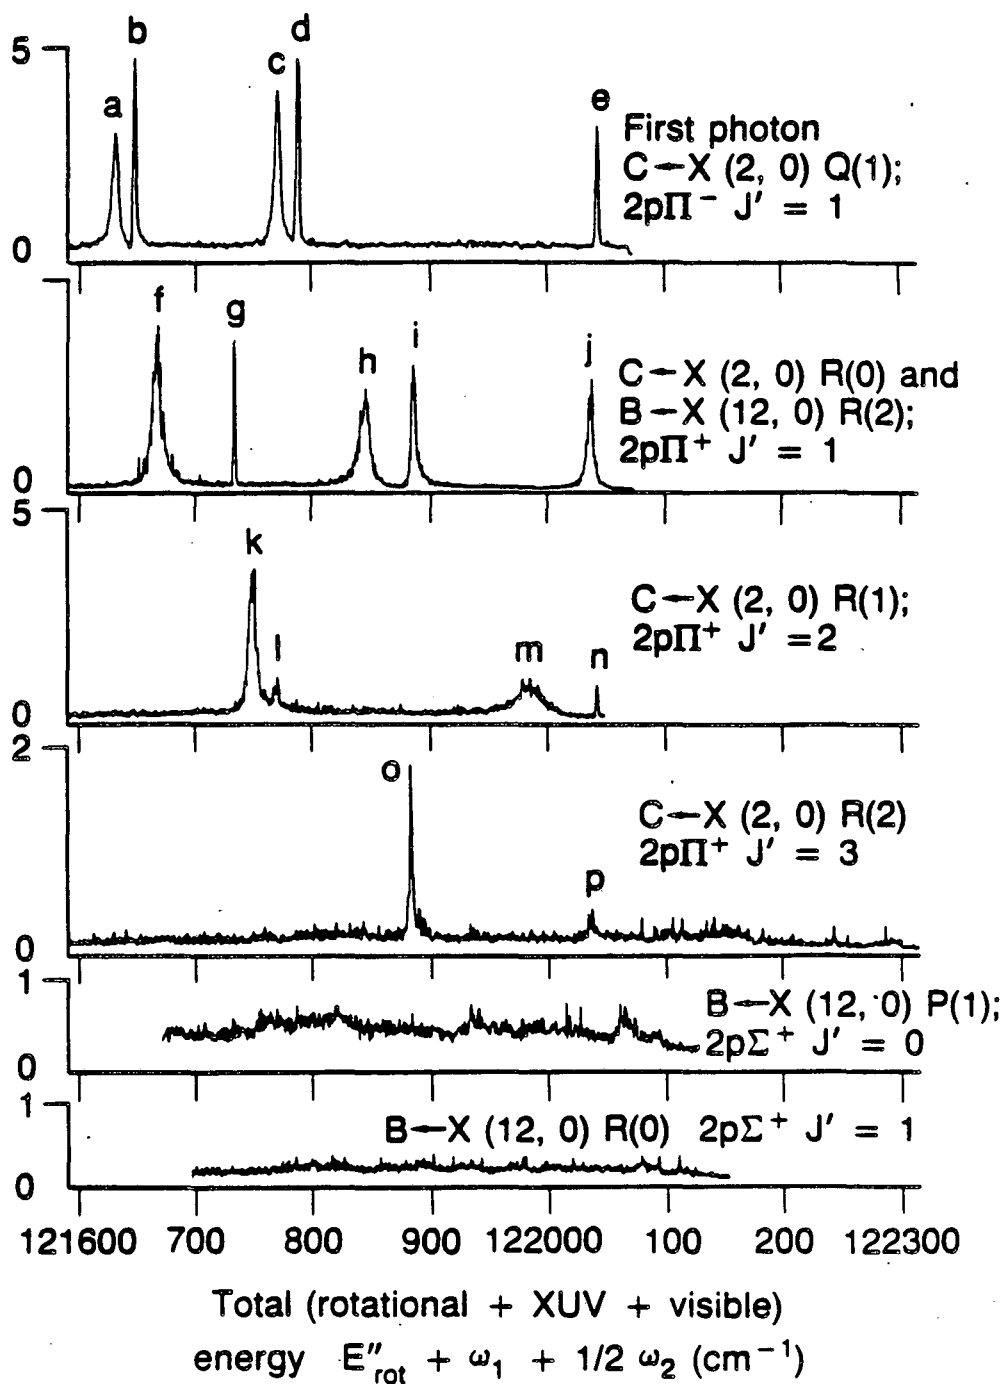 5
a
b
c
d
e
First photon
C←X (2, 0) Q(1);
2pΠ⁻ J′ = 1
0
f
g
h
i
j
C←X (2, 0) R(0) and
B←X (12, 0) R(2);
2pΠ⁺ J′ = 1
0
5
k
l
m
n
C←X (2, 0) R(1);
2pΠ⁺ J′ =2
0
2
o
p
C←X (2, 0) R(2)
2pΠ⁺ J′ = 3
0
1
B←X (12, 0) P(1);
2pΣ⁺ J′ = 0
0
1
B←X (12, 0) R(0) 2pΣ⁺ J′ = 1
0
121600 700 800 900 122000 100 200 122300
Total (rotational + XUV + visible)
energy E″rot + ω₁ + 1/2 ω₂ (cm⁻¹)